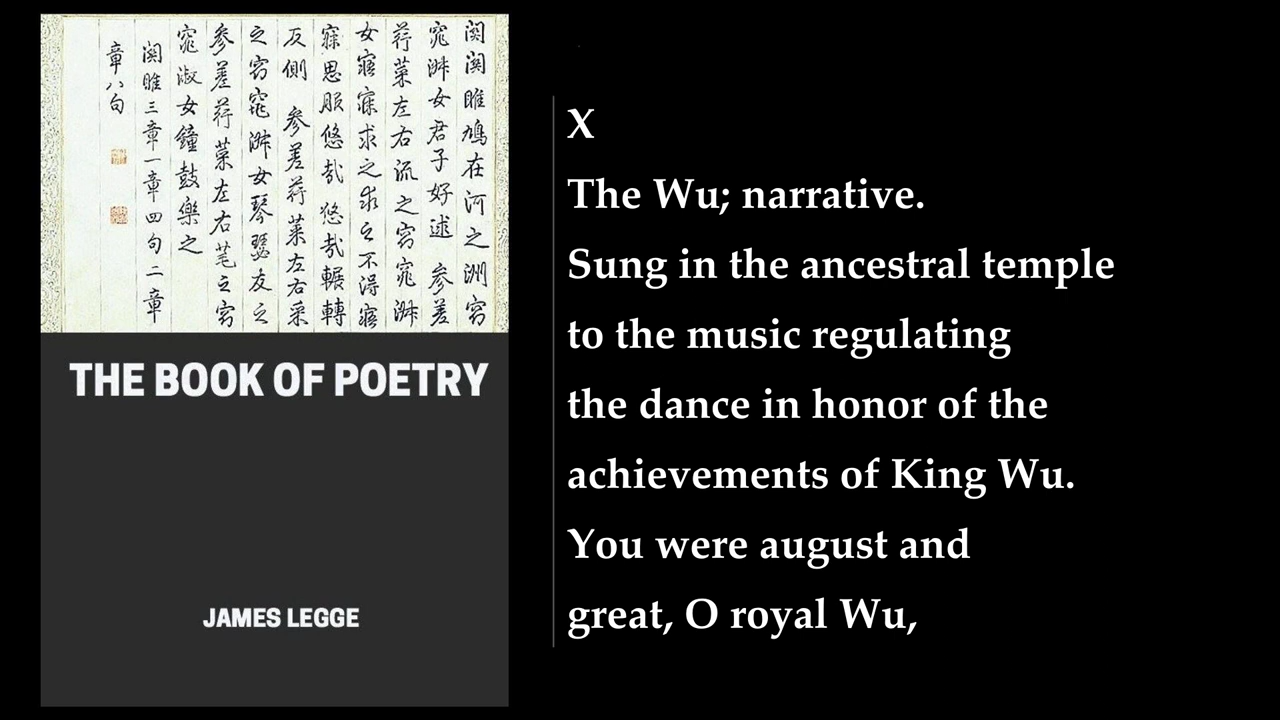 關關雎鳩在河之洲窈
窕淑女君子好逑 參差
荇菜左右流之窈窕淑
女寤寐求之求之不得寤
寐思服悠哉悠哉輾轉
反側 參差荇菜左右采
之窈窕淑女琴瑟友之
參差荇菜左右芼之窈
窕淑女鐘鼓樂之
關雎三章一章四句二章
章八句
THE BOOK OF POETRY
JAMES LEGGE
X
The Wu; narrative.
Sung in the ancestral temple
to the music regulating
the dance in honor of the
achievements of King Wu.
You were august and
great, O royal Wu,